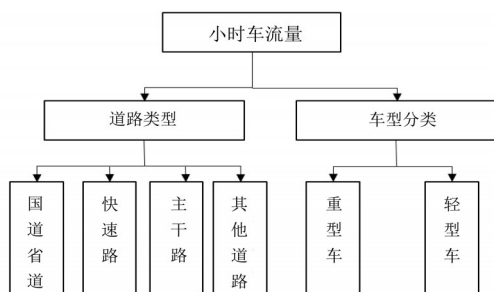 小时车流量
道路类型
车型分类
国道省道
快速路
主干路
其他道路
重型车
轻型车